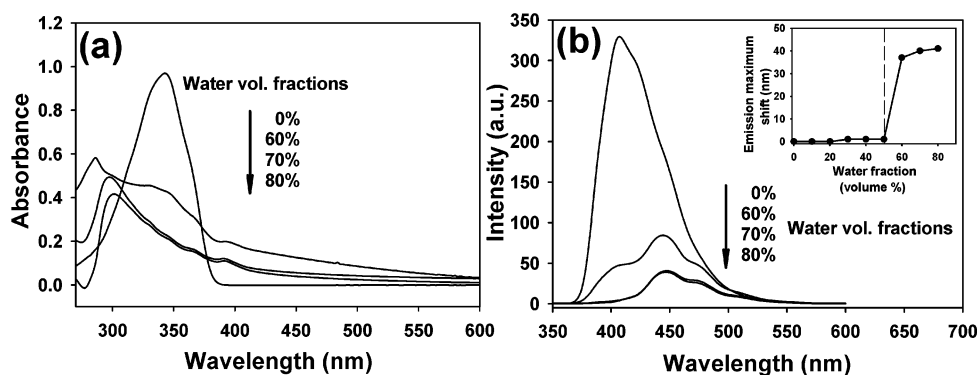 (a)
Water vol. fractions
0%
60%
70%
80%
Absorbance
1.2
1.0
0.8
0.6
0.4
0.2
0.0
300 350 400 450 500 550 600
Wavelength (nm)
(b)
Intensity (a.u.)
350
300
250
200
150
100
50
0
350 400 450 500 550 600 650 700
Wavelength (nm)
0%
60%
70%
80%
Water vol. fractions
Emission maximum
shift (nm)
50
40
30
20
10
0
0 20 40 60 80
Water fraction
(volume %)